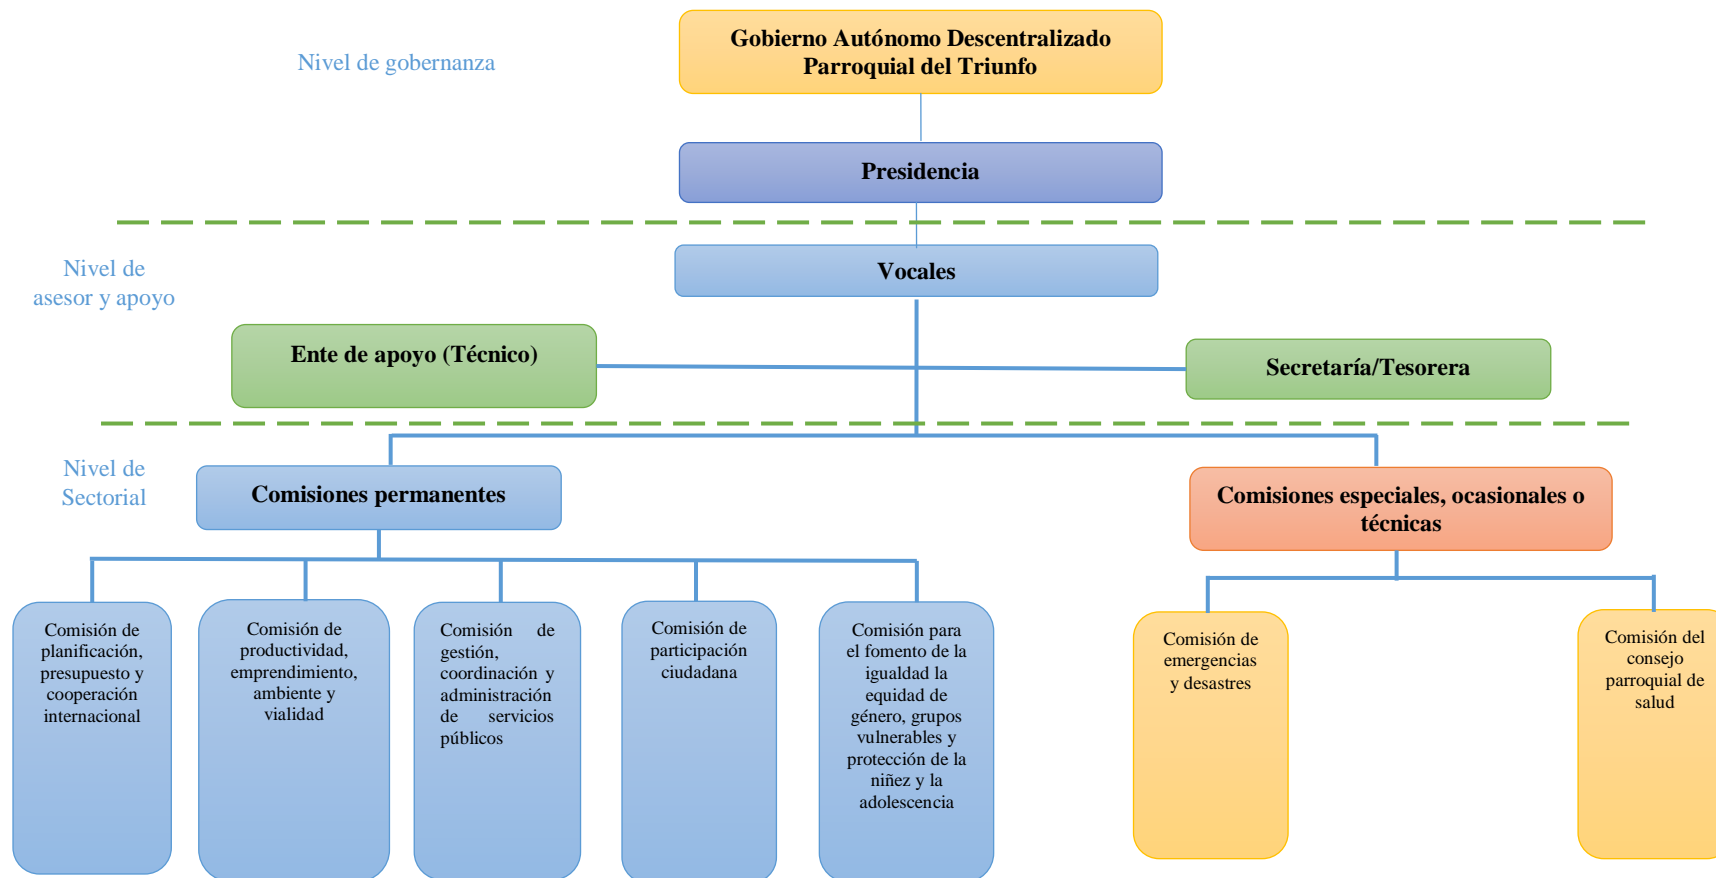 Nivel de gobernanza
Gobierno Autónomo Descentralizado
Parroquial del Triunfo
Presidencia
Nivel de
asesor y apoyo
Vocales
Ente de apoyo (Técnico)
Secretaría/Tesorera
Nivel de
Sectorial
Comisiones permanentes
Comisiones especiales, ocasionales o
técnicas
Comisión de
planificación,
presupuesto y
cooperación
internacional
Comisión de
productividad,
emprendimiento,
ambiente y
vialidad
Comisión de
gestión,
coordinación y
administración
de servicios
públicos
Comisión de
participación
ciudadana
Comisión para
el fomento de la
igualdad la
equidad de
género, grupos
vulnerables y
protección de la
niñez y la
adolescencia
Comisión de
emergencias
y desastres
Comisión del
consejo
parroquial de
salud